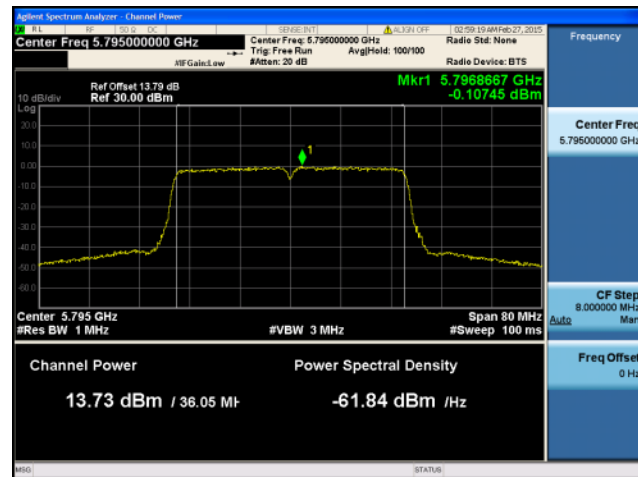 Agilent Spectrum Analyzer - Channel Power
RL RF 50 Ω DC SENSE:INT ALIGN OFF 02:59:19 AM Feb 27, 2015
Center Freq 5.795000000 GHz
Center Freq: 5.795000000 GHz Radio Std: None
Trig: Free Run Avg|Hold: 100/100
#IFGain:Low #Atten: 20 dB Radio Device: BTS
Mkr1 5.7968667 GHz
-0.10745 dBm
Ref Offset 13.79 dB
10 dB/div Ref 30.00 dBm
Log
20.0
10.0
1
0.00
-10.0
-20.0
-30.0
-40.0
-50.0
-60.0
Center 5.795 GHz Span 80 MHz
#Res BW 1 MHz #VBW 3 MHz #Sweep 100 ms
Channel Power Power Spectral Density
13.73 dBm / 36.05 MH -61.84 dBm /Hz
MSG STATUS
Frequency
Center Freq
5.795000000 GHz
CF Step
8.000000 MHz
Auto Man
Freq Offset
0 Hz